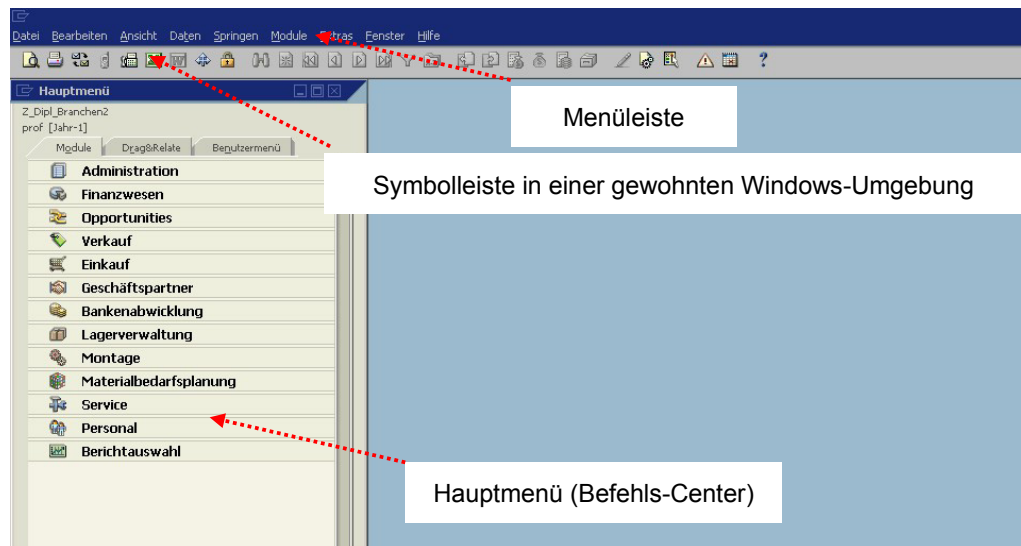 Datei Bearbeiten Ansicht Daten Springen Module Extras Fenster Hilfe
Hauptmenü
Z_Dipl_Branchen2
prof [Jahr-1]
Module Drag&Relate Benutzermenü
Administration
Finanzwesen
Opportunities
Verkauf
Einkauf
Geschäftspartner
Bankenabwicklung
Lagerverwaltung
Montage
Materialbedarfsplanung
Service
Personal
Berichtauswahl
Menüleiste
Symbolleiste in einer gewohnten Windows-Umgebung
Hauptmenü (Befehls-Center)